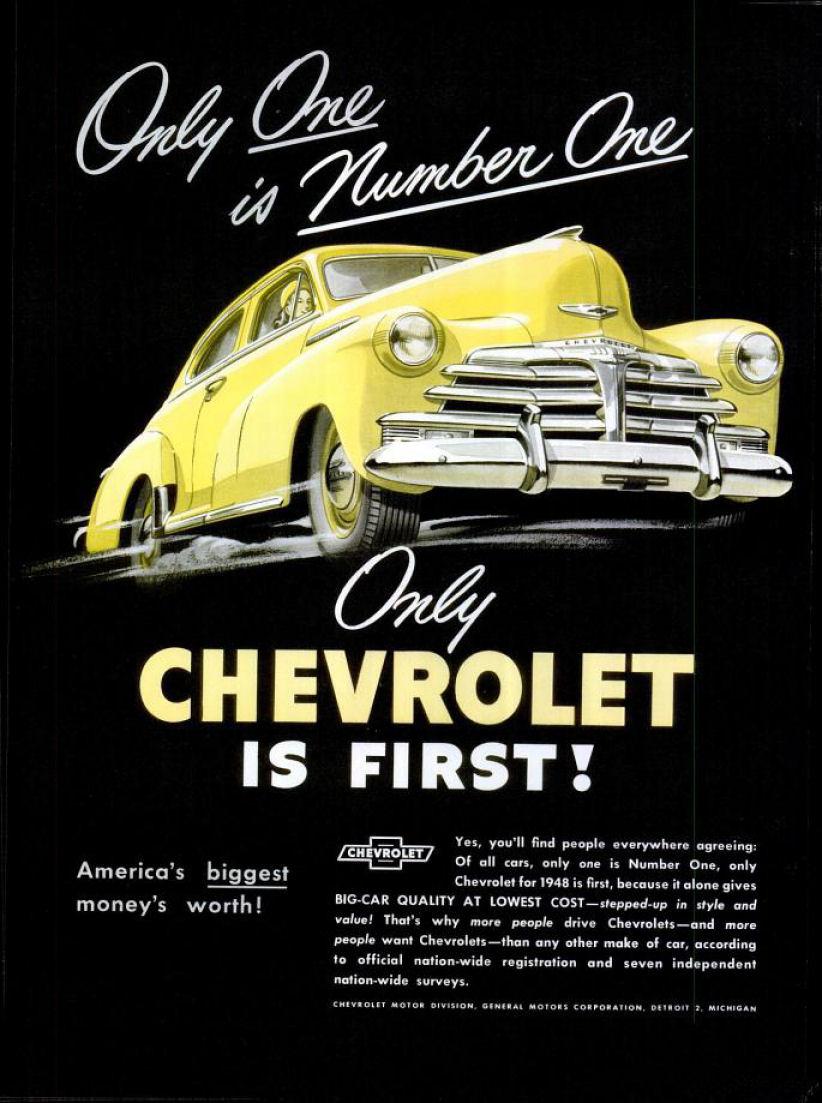 Only One
is Number One
CHEVROLET
Only
CHEVROLET
IS FIRST!
America's biggest
money's worth!
CHEVROLET
Yes, you'll find people everywhere agreeing:
Of all cars, only one is Number One, only
Chevrolet for 1948 is first, because it alone gives
BIG-CAR QUALITY AT LOWEST COST—stepped-up in style and
value! That's why more people drive Chevrolets—and more
people want Chevrolets—than any other make of car, according
to official nation-wide registration and seven independent
nation-wide surveys.
CHEVROLET MOTOR DIVISION, GENERAL MOTORS CORPORATION, DETROIT 2, MICHIGAN